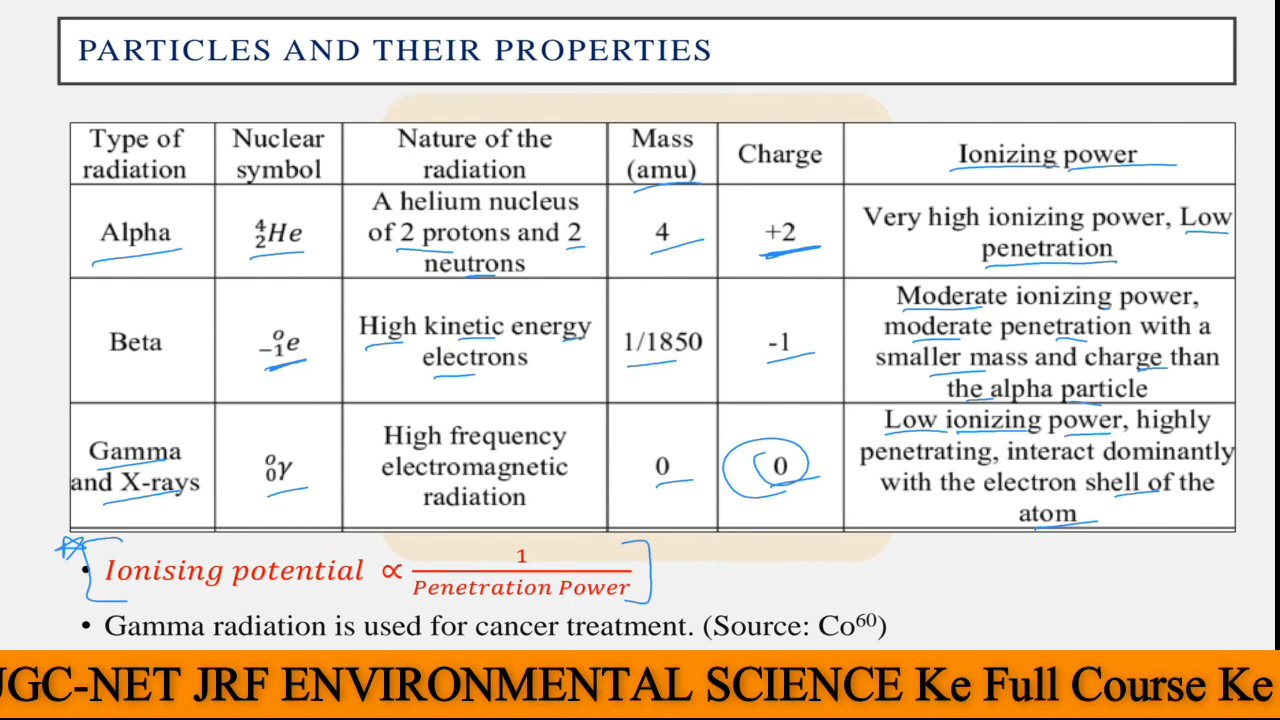 PARTICLES AND THEIR PROPERTIES
Type of radiation
Nuclear symbol
Nature of the radiation
Mass (amu)
Charge
Ionizing power
Alpha
⁴₂He
A helium nucleus
of 2 protons and 2
neutrons
4
+2
Very high ionizing power, Low
penetration
Beta
⁰₋₁e
High kinetic energy
electrons
1/1850
-1
Moderate ionizing power,
moderate penetration with a
smaller mass and charge than
the alpha particle
Gamma
and X-rays
⁰₀γ
High frequency
electromagnetic
radiation
0
0
Low ionizing power, highly
penetrating, interact dominantly
with the electron shell of the
atom
• Ionising potential ∝ 1/Penetration Power
• Gamma radiation is used for cancer treatment. (Source: Co⁶⁰)
UGC-NET JRF ENVIRONMENTAL SCIENCE Ke Full Course Ke